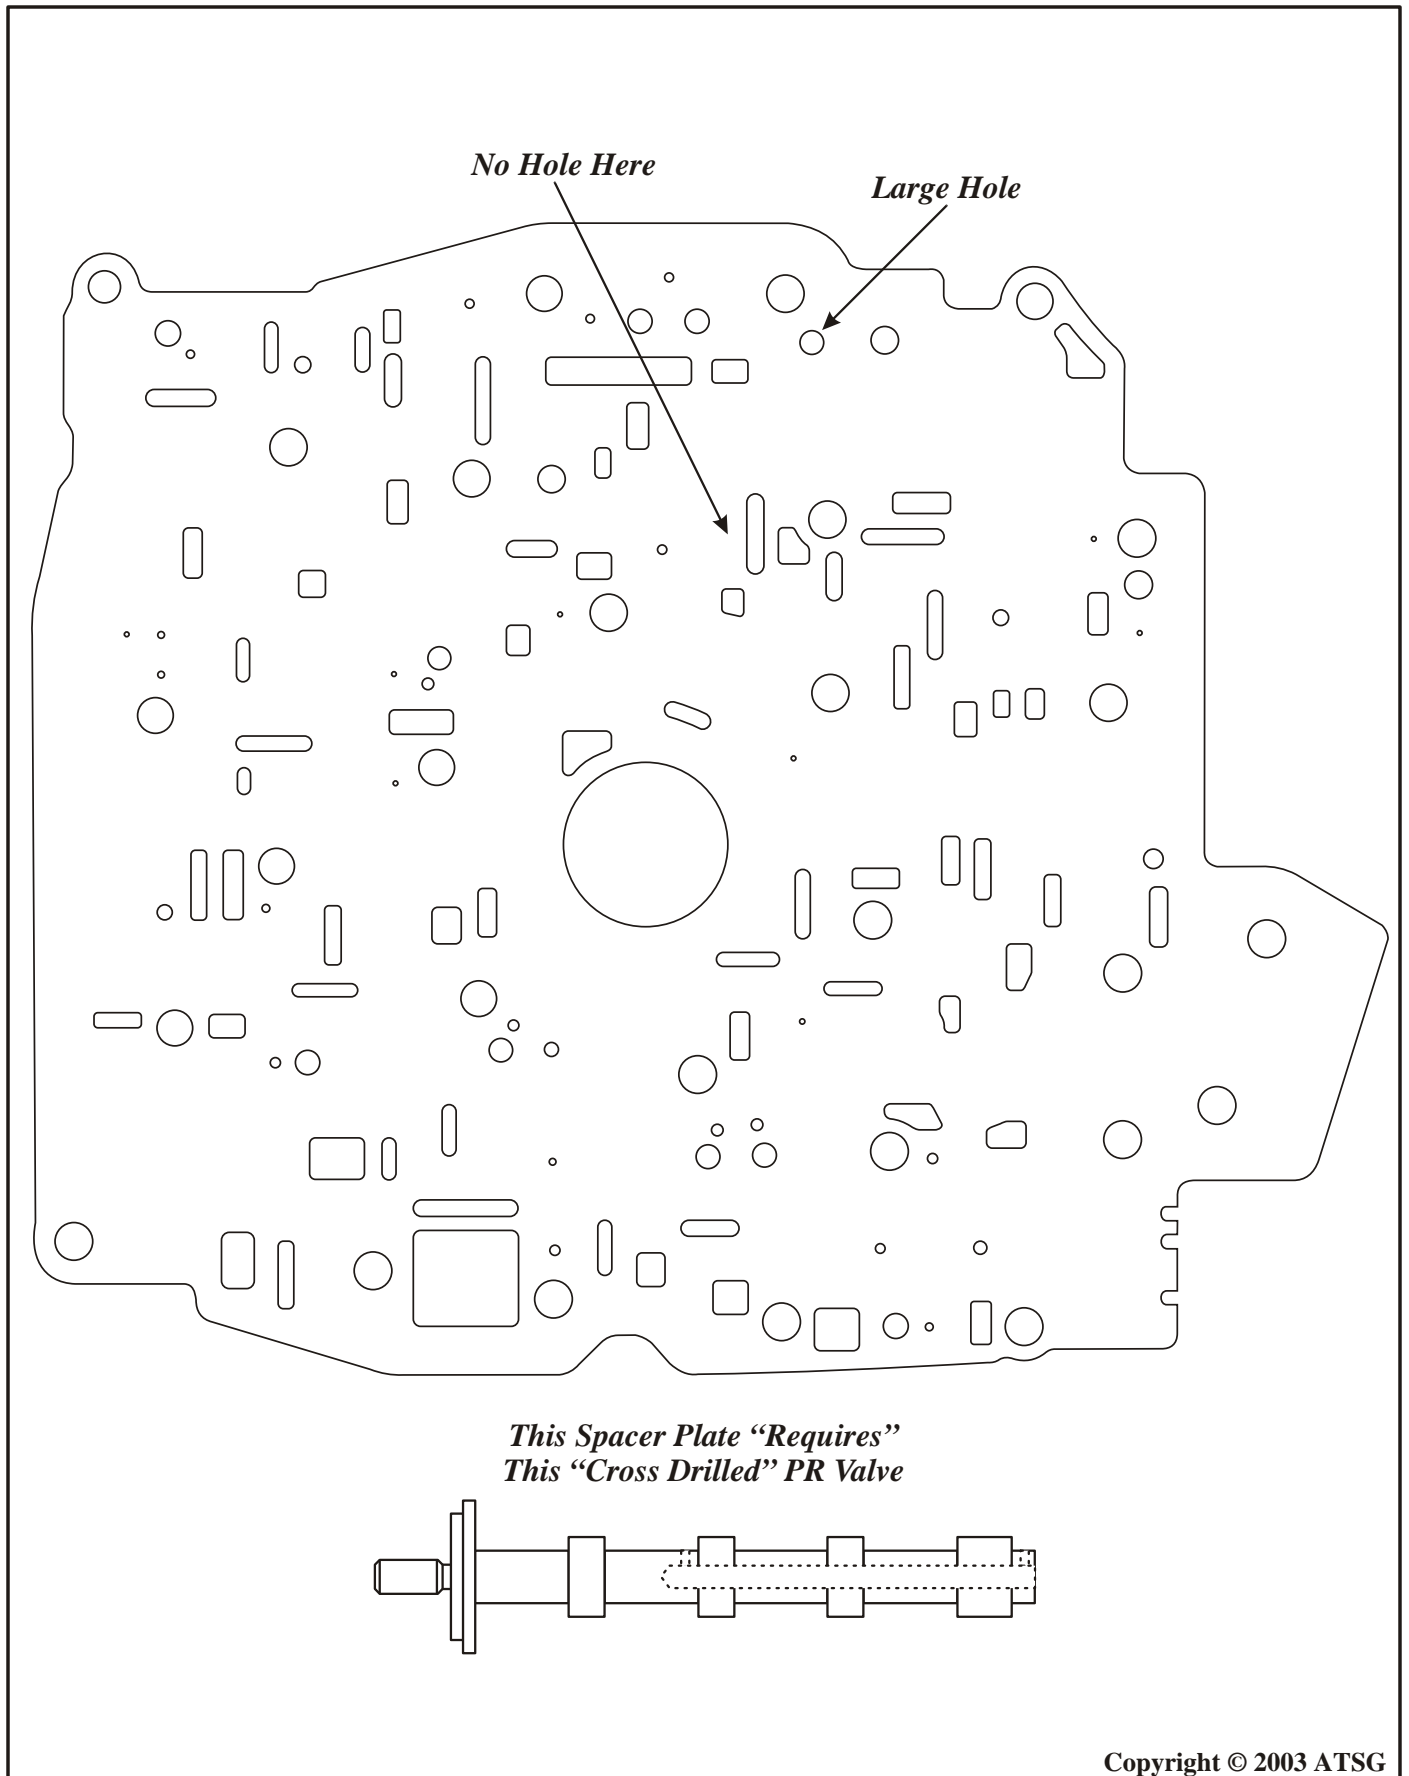 No Hole Here
Large Hole
This Spacer Plate “Requires”
This “Cross Drilled” PR Valve
Copyright © 2003 ATSG